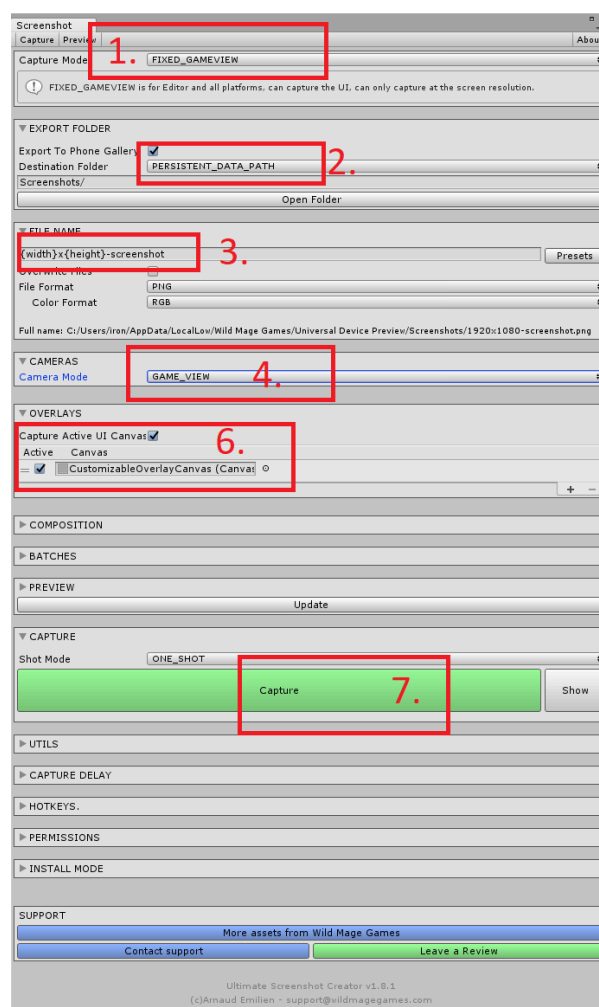 Screenshot
Capture Preview Abou
1.
Capture Mode FIXED_GAMEVIEW
FIXED_GAMEVIEW is for Editor and all platforms, can capture the UI, can only capture at the screen resolution.
EXPORT FOLDER
Export To Phone Gallery
2.
Destination Folder PERSISTENT_DATA_PATH
Screenshots/
Open Folder
FILE NAME
3.
{width}x{height}-screenshot Presets
Overwrite Files
File Format PNG
Color Format RGB
Full name: C:/Users/iron/AppData/LocalLow/Wild Mage Games/Universal Device Preview/Screenshots/1920x1080-screenshot.png
CAMERAS
4.
Camera Mode GAME_VIEW
OVERLAYS
Capture Active UI Canvas
6.
Active Canvas
CustomizableOverlayCanvas (Canvas
+ -
COMPOSITION
BATCHES
PREVIEW
Update
CAPTURE
Shot Mode ONE_SHOT
Capture 7. Show
UTILS
CAPTURE DELAY
HOTKEYS.
PERMISSIONS
INSTALL MODE
SUPPORT
More assets from Wild Mage Games
Contact support Leave a Review
Ultimate Screenshot Creator v1.8.1
(c)Arnaud Emilien - support@wildmagegames.com